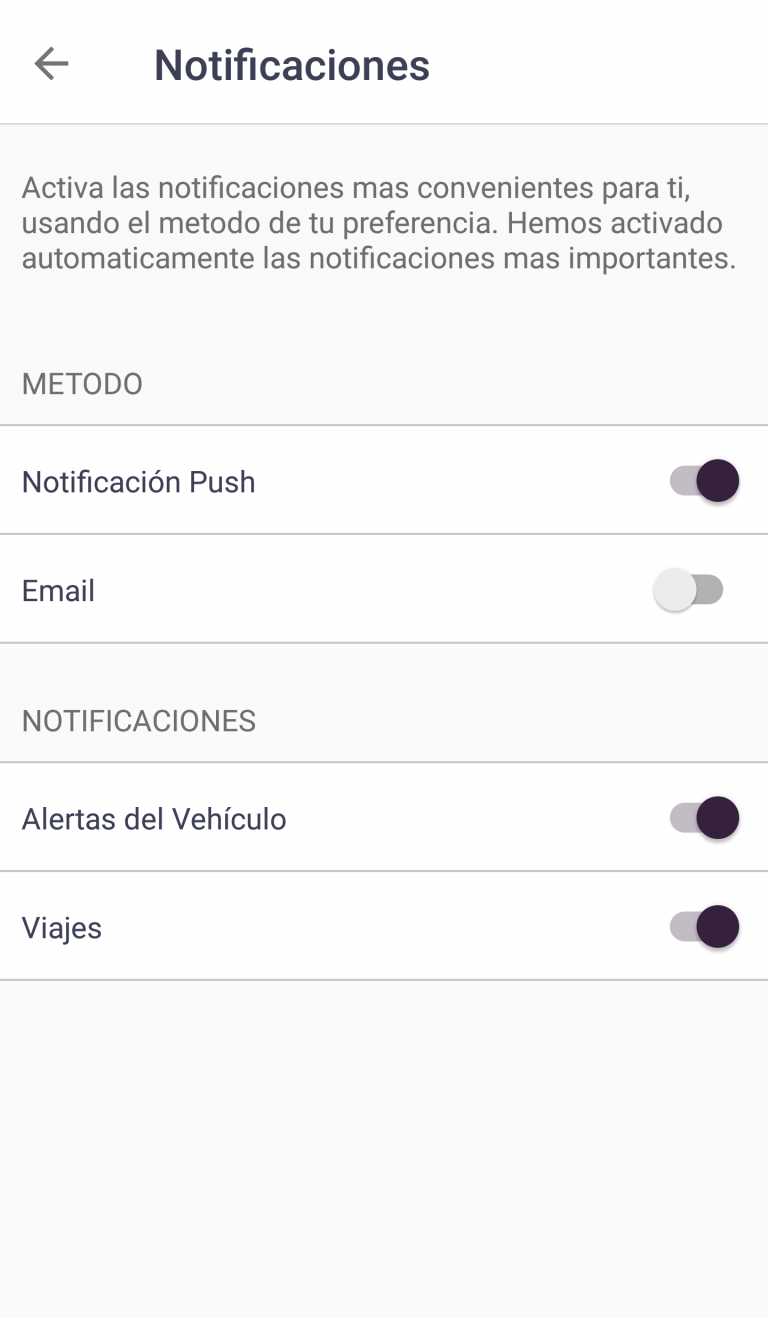 Notificaciones
Activa las notificaciones mas convenientes para ti,
usando el metodo de tu preferencia. Hemos activado
automaticamente las notificaciones mas importantes.
METODO
Notificación Push
Email
NOTIFICACIONES
Alertas del Vehículo
Viajes